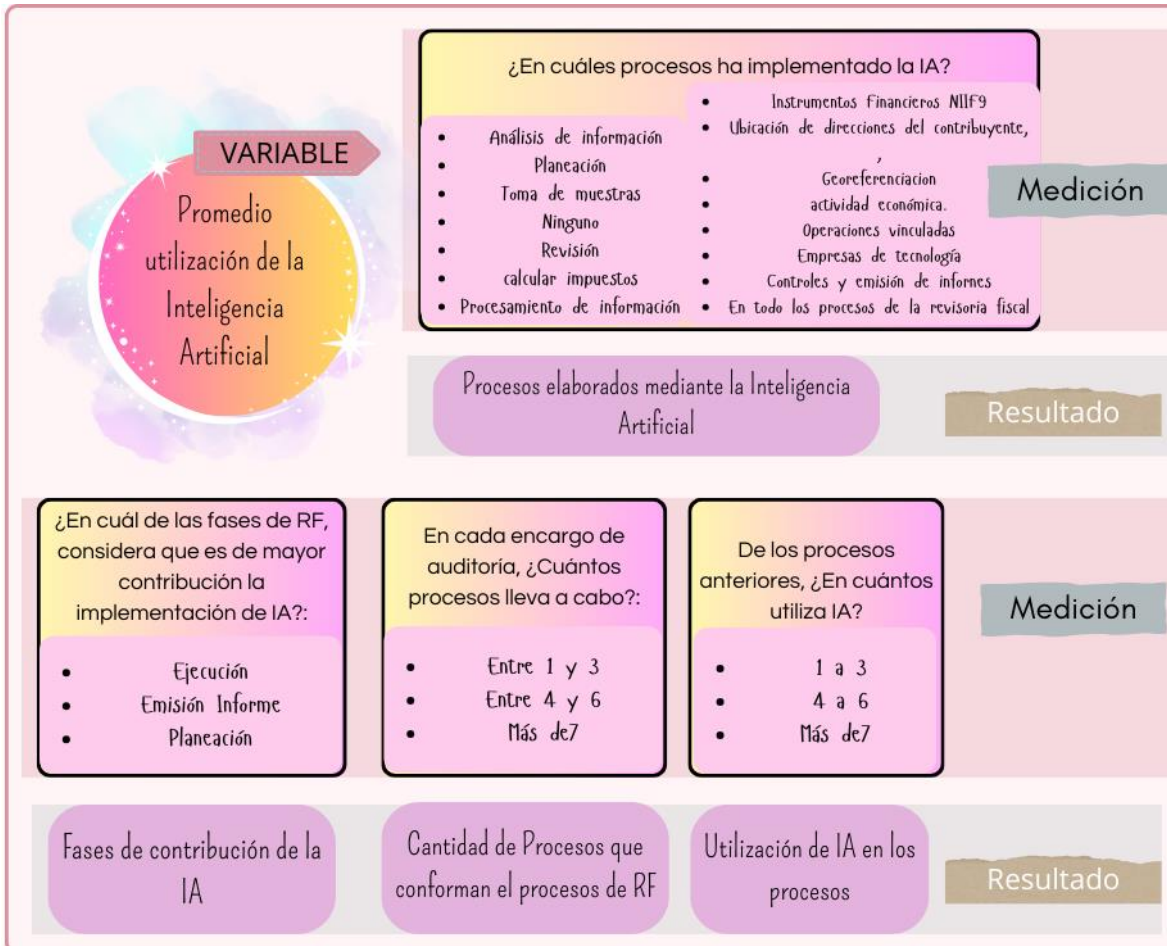 VARIABLE
Promedio
utilización de la
Inteligencia
Artificial
¿En cuáles procesos ha implementado la IA?
• Análisis de información
• Planeación
• Toma de muestras
• Ninguno
• Revisión
• calcular impuestos
• Procesamiento de información
• Instrumentos Financieros NIIF9
• Ubicación de direcciones del contribuyente,
,
• Georeferenciacion
• actividad económica.
• Operaciones vinculadas
• Empresas de tecnología
• Controles y emisión de infornes
• En todo los procesos de la revisoria fiscal
Medición
Procesos elaborados mediante la Inteligencia
Artificial
Resultado
¿En cuál de las fases de RF,
considera que es de mayor
contribución la
implementación de IA?:
• Ejecución
• Emisión Informe
• Planeación
En cada encargo de
auditoría, ¿Cuántos
procesos lleva a cabo?:
• Entre 1 y 3
• Entre 4 y 6
• Más de7
De los procesos
anteriores, ¿En cuántos
utiliza IA?
• 1 a 3
• 4 a 6
• Más de7
Medición
Fases de contribución de la
IA
Cantidad de Procesos que
conforman el procesos de RF
Utilización de IA en los
procesos
Resultado